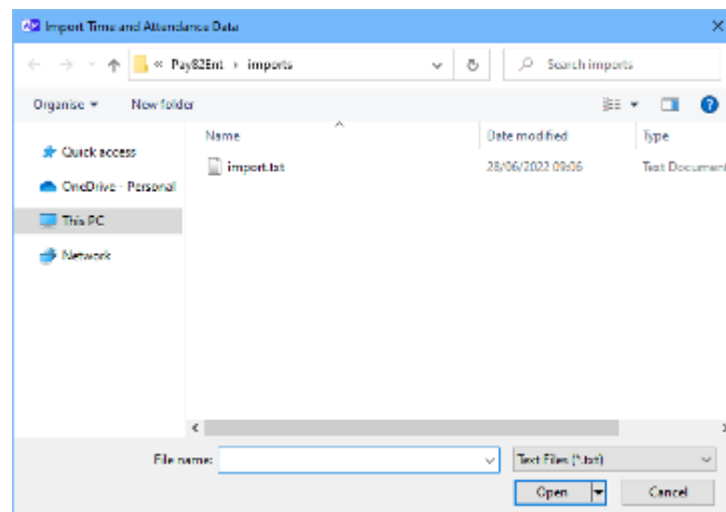 Import Time and Attendance Data
« Pay82Ent › imports
Search imports
Organise
New folder
Name
Date modified
Type
Quick access
import.txt
28/06/2022 09:06
Text Document
OneDrive - Personal
This PC
Network
File name:
Text Files (*.txt)
Open
Cancel